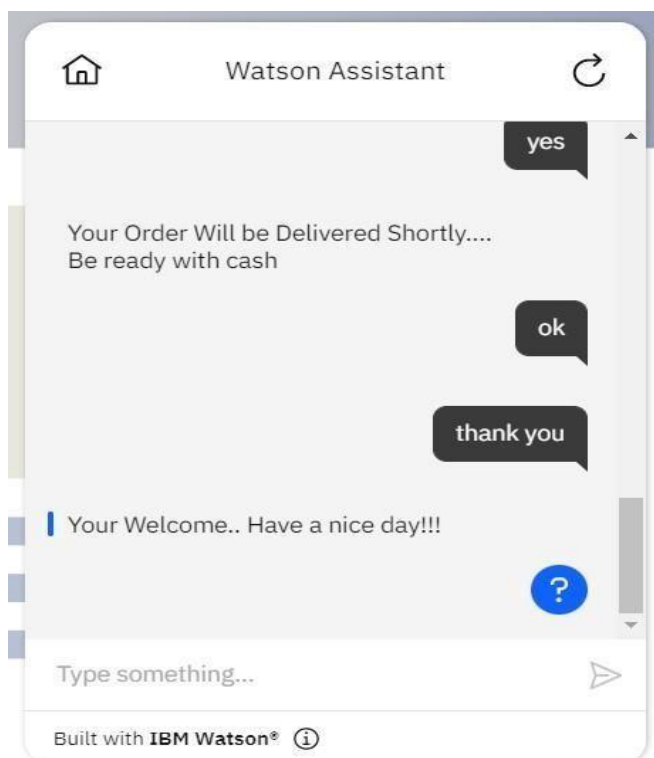 Watson Assistant
yes
Your Order Will be Delivered Shortly....
Be ready with cash
ok
thank you
Your Welcome.. Have a nice day!!!
?
Type something...
Built with IBM Watson®